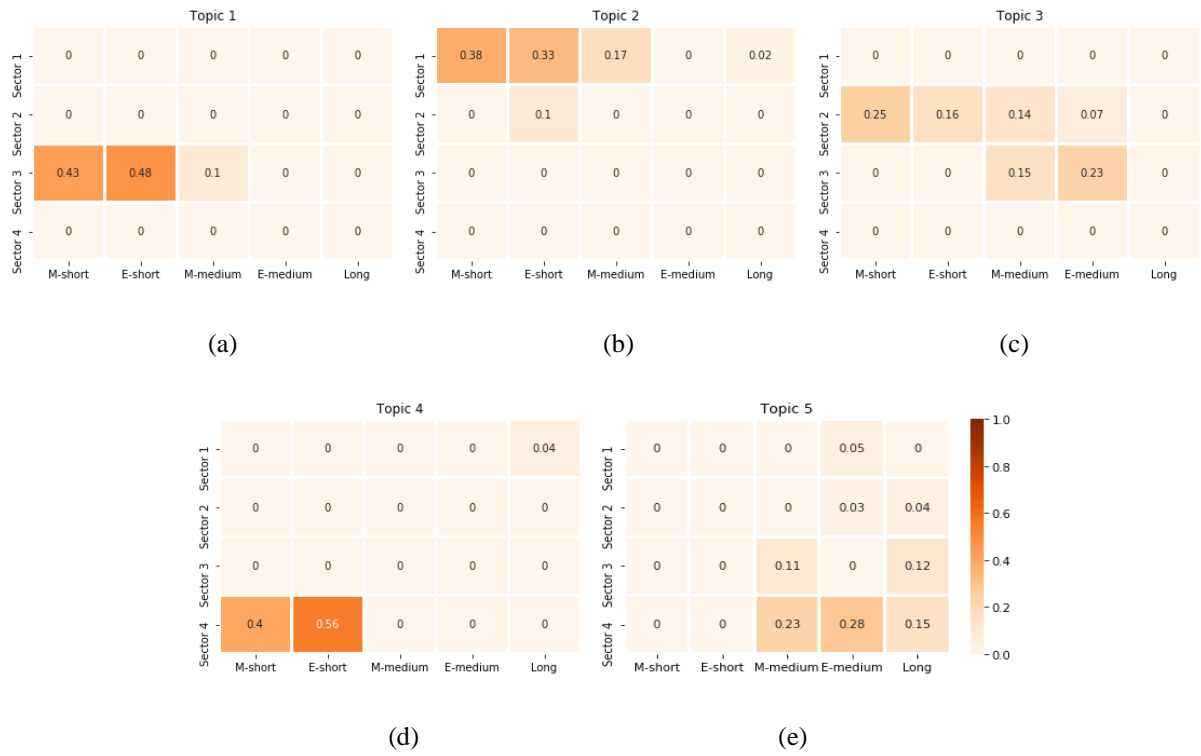 Topic 1
Sector 1 0 0 0 0 0
Sector 2 0 0 0 0 0
Sector 3 0.43 0.48 0.1 0 0
Sector 4 0 0 0 0 0
M-short E-short M-medium E-medium Long
(a)
Topic 2
0.38 0.33 0.17 0 0.02
0 0.1 0 0 0
0 0 0 0 0
0 0 0 0 0
M-short E-short M-medium E-medium Long
(b)
Topic 3
Sector 1 0 0 0 0 0
Sector 2 0.25 0.16 0.14 0.07 0
Sector 3 0 0 0.15 0.23 0
Sector 4 0 0 0 0 0
M-short E-short M-medium E-medium Long
(c)
Topic 4
Sector 1 0 0 0 0 0.04
Sector 2 0 0 0 0 0
Sector 3 0 0 0 0 0
Sector 4 0.4 0.56 0 0 0
M-short E-short M-medium E-medium Long
(d)
Topic 5
Sector 1 0 0 0 0.05 0
Sector 2 0 0 0 0.03 0.04
Sector 3 0 0 0.11 0 0.12
Sector 4 0 0 0.23 0.28 0.15
M-short E-short M-medium E-medium Long
1.0
0.8
0.6
0.4
0.2
0.0
(e)